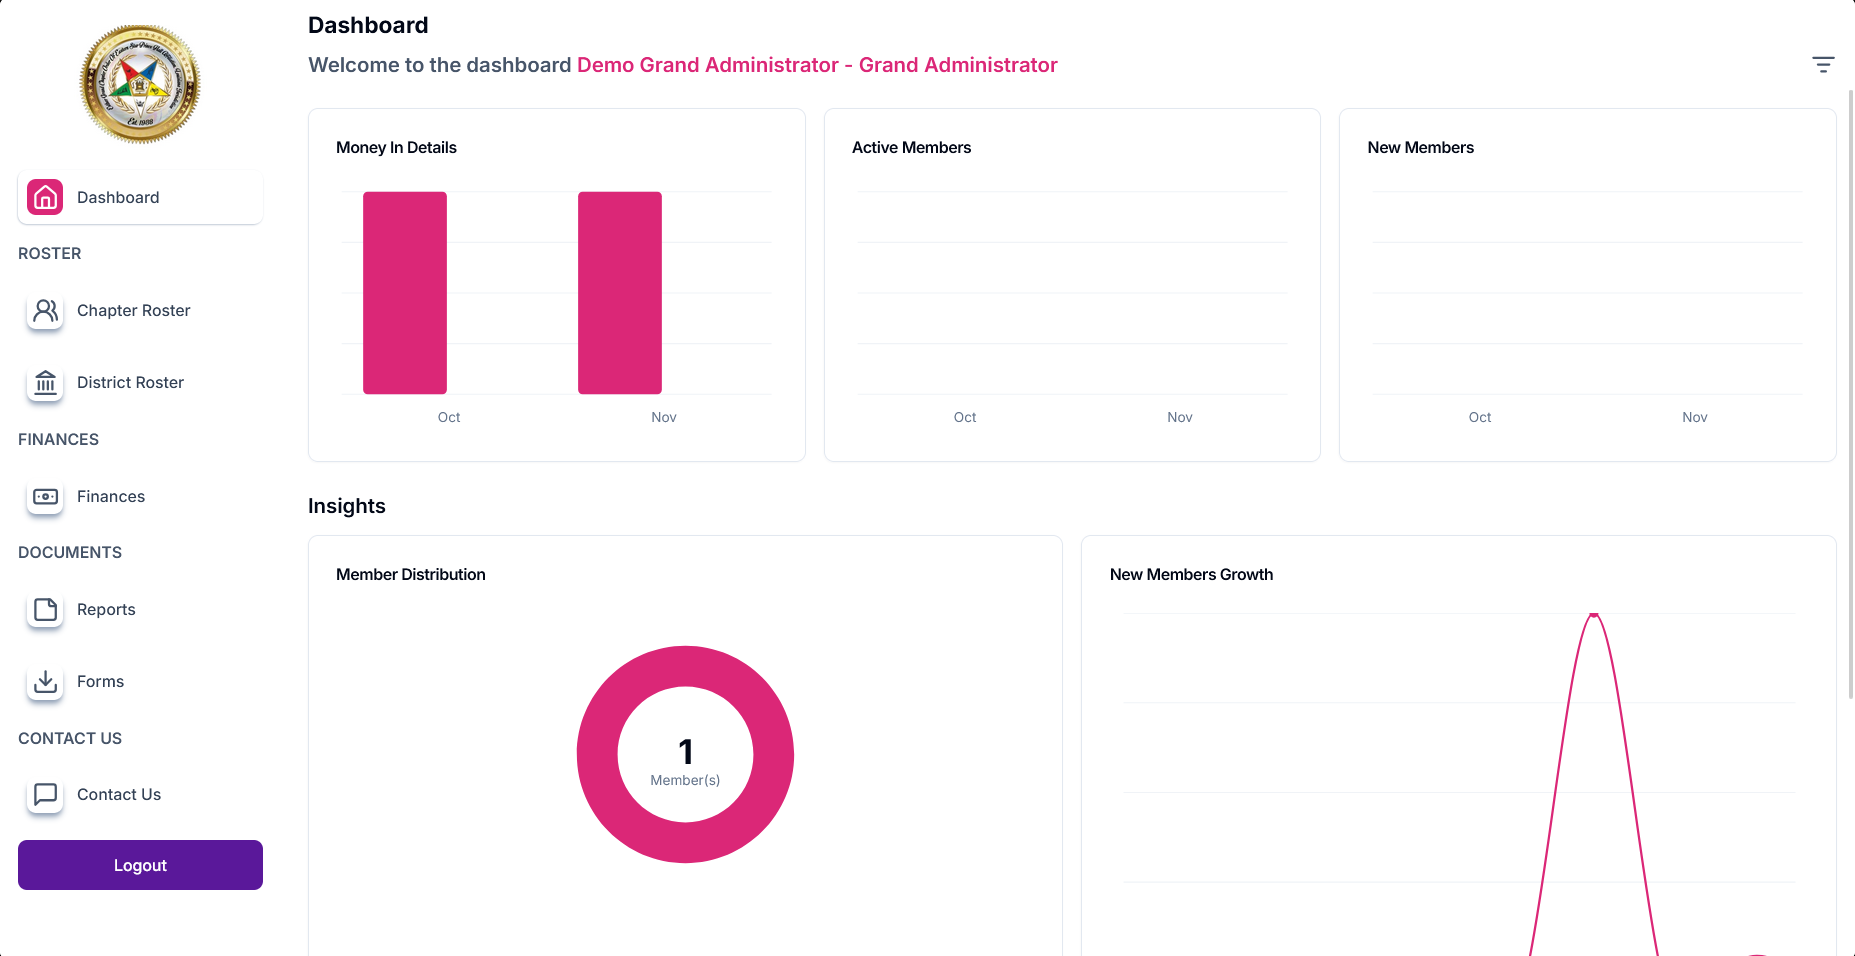 Est. 1988
Dashboard
ROSTER
Chapter Roster
District Roster
FINANCES
Finances
DOCUMENTS
Reports
Forms
CONTACT US
Contact Us
Logout
Dashboard
Welcome to the dashboard Demo Grand Administrator - Grand Administrator
Money In Details
Oct Nov
Active Members
Oct Nov
New Members
Oct Nov
Insights
Member Distribution
1
Member(s)
New Members Growth